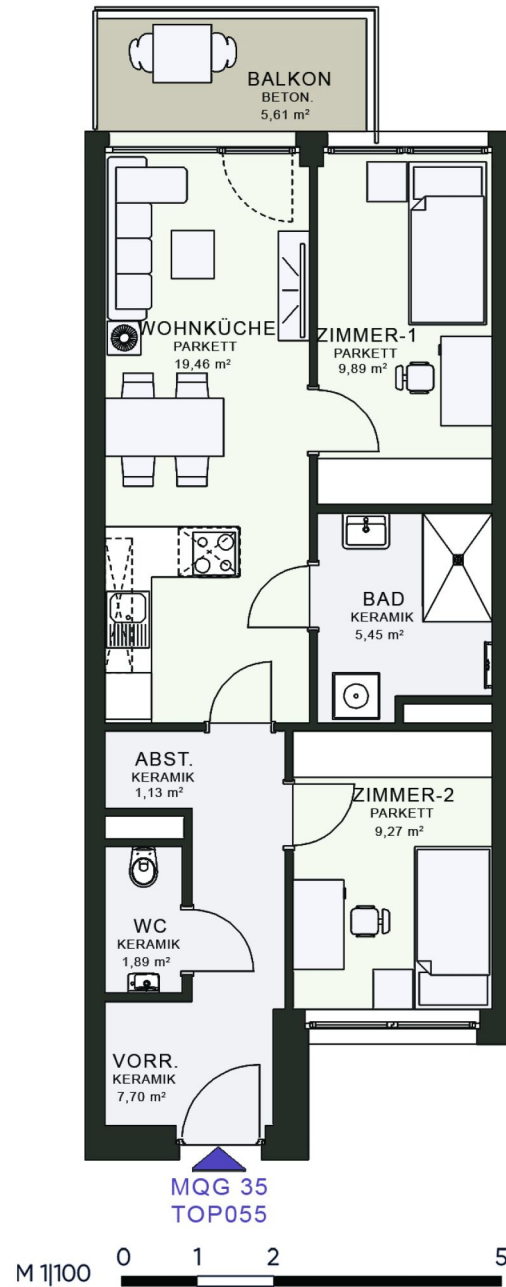 BALKON
BETON.
5,61 m²
WOHNKÜCHE
PARKETT
19,46 m²
ZIMMER-1
PARKETT
9,89 m²
BAD
KERAMIK
5,45 m²
ABST.
KERAMIK
1,13 m²
ZIMMER-2
PARKETT
9,27 m²
WC
KERAMIK
1,89 m²
VORR.
KERAMIK
7,70 m²
MQG 35
TOP055
M 1|100 0 1 2 5